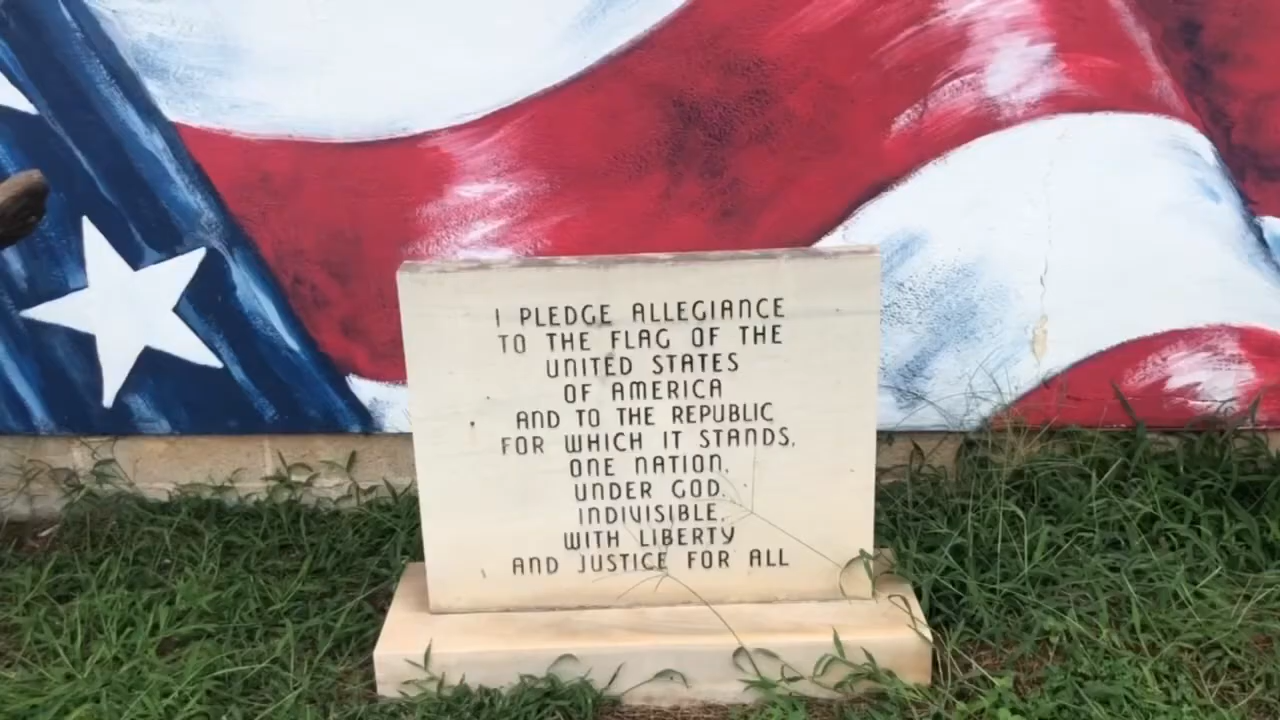 I PLEDGE ALLEGIANCE
TO THE FLAG OF THE
UNITED STATES
OF AMERICA
AND TO THE REPUBLIC
FOR WHICH IT STANDS,
ONE NATION,
UNDER GOD,
INDIVISIBLE,
WITH LIBERTY
AND JUSTICE FOR ALL